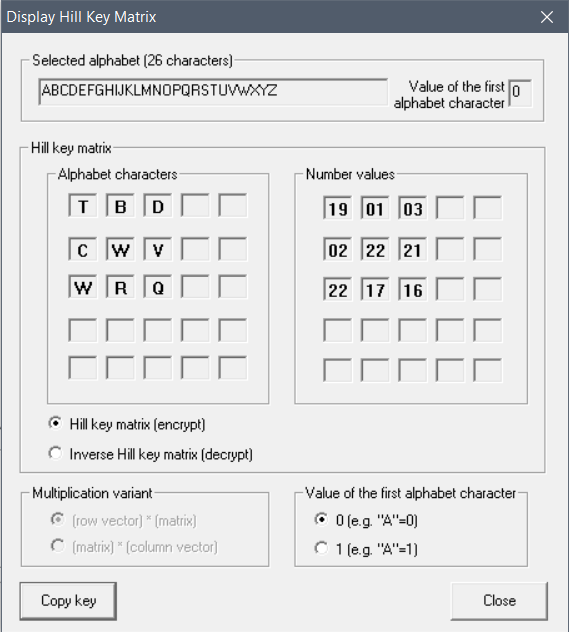 Display Hill Key Matrix
Selected alphabet (26 characters)
ABCDEFGHIJKLMNOPQRSTUVWXYZ
Value of the first
alphabet character
0
Hill key matrix
Alphabet characters
T B D
C W V
W R Q
Number values
19 01 03
02 22 21
22 17 16
Hill key matrix (encrypt)
Inverse Hill key matrix (decrypt)
Multiplication variant
(row vector) * (matrix)
(matrix) * (column vector)
Value of the first alphabet character
0 (e.g. "A"=0)
1 (e.g. "A"=1)
Copy key
Close